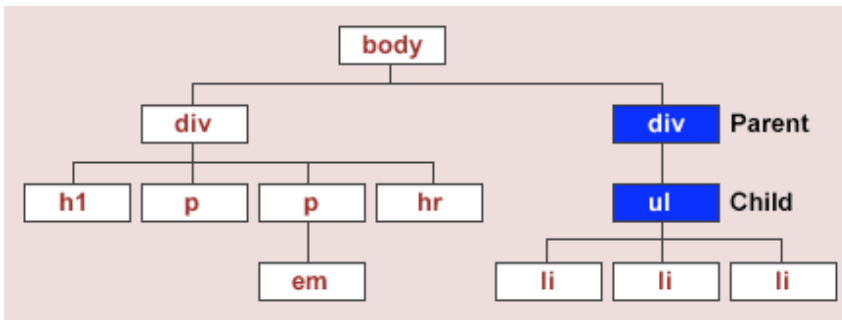 body
div
div Parent
h1 p p hr
ul Child
em
li li li